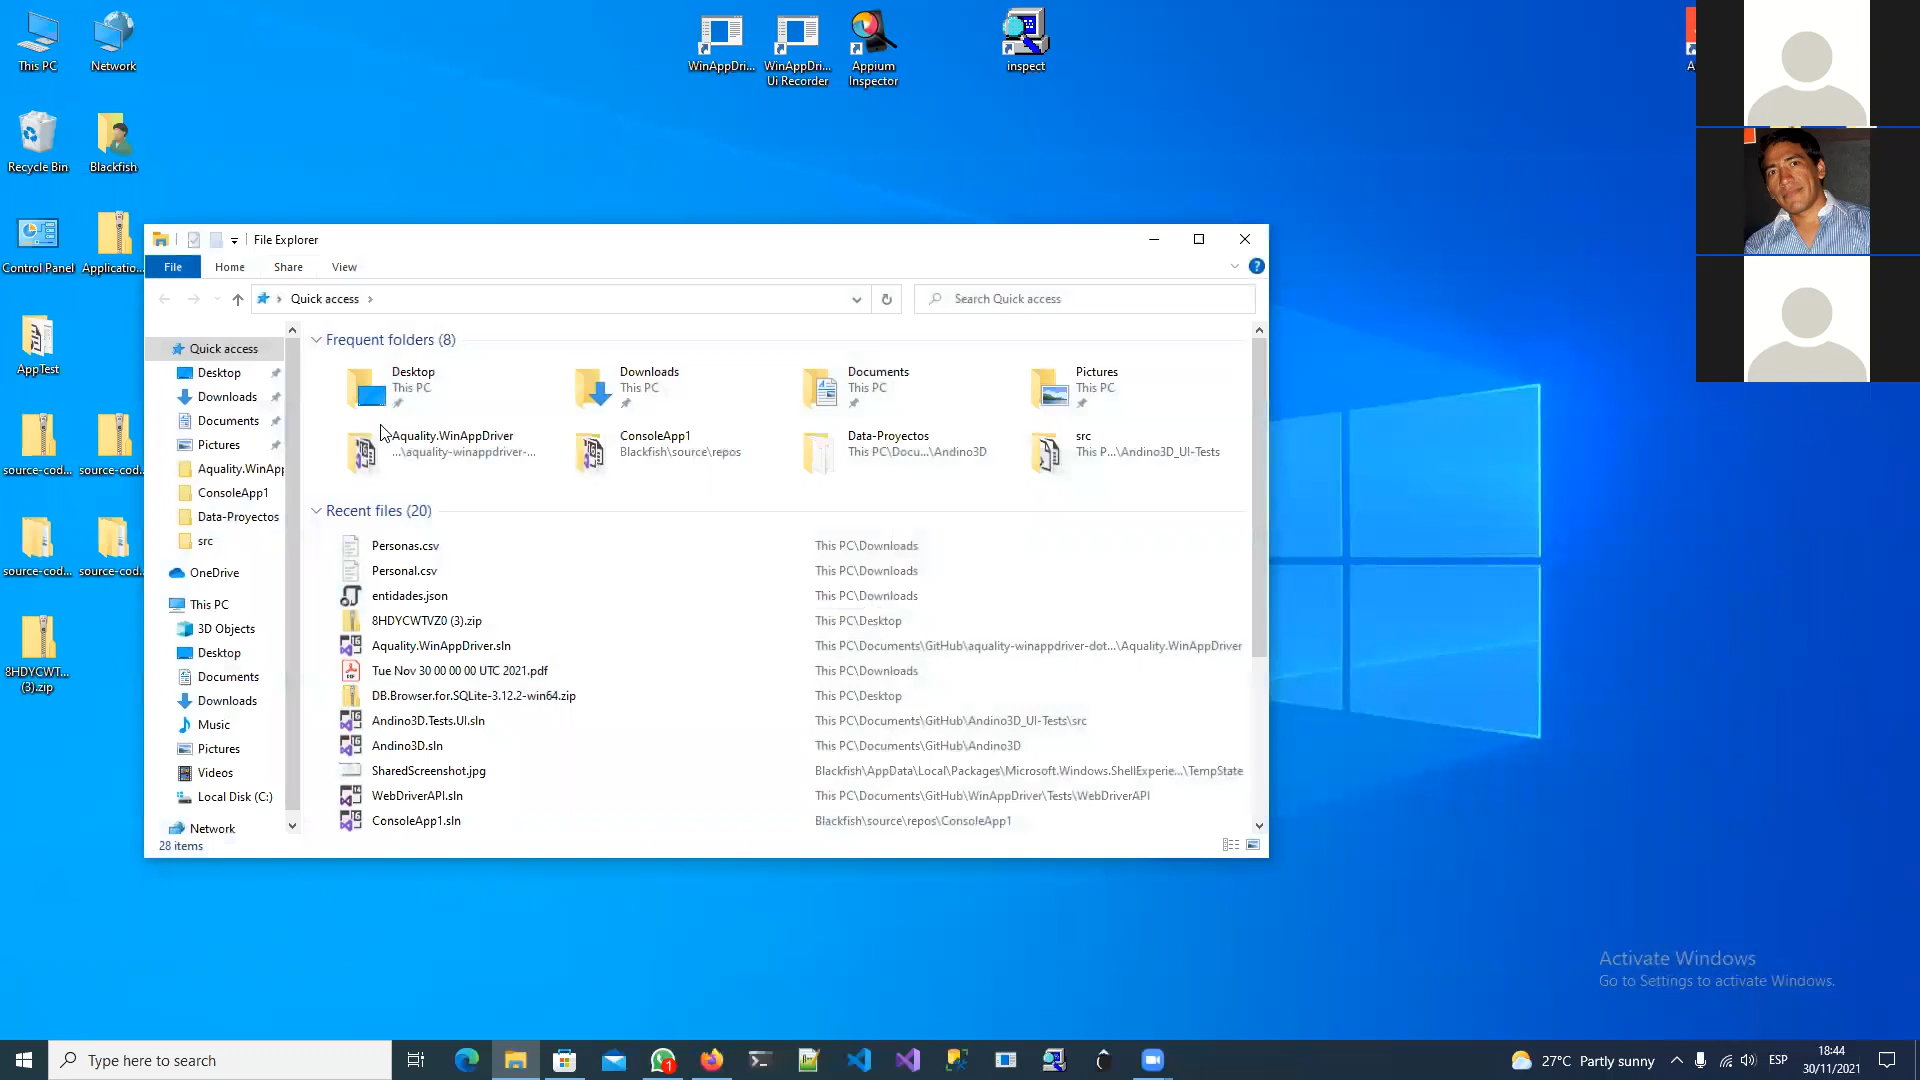 This PC
Network
WinAppDri...
WinAppDri...
Ui Recorder
Appium
Inspector
inspect
A
Recycle Bin
Blackfish
Control Panel
Applicatio...
AppTest
source-cod...
source-cod...
source-cod...
source-cod...
8HDYCWT...
(3).zip
File Explorer
File
Home
Share
View
Quick access
Search Quick access
Quick access
Desktop
Downloads
Documents
Pictures
Aquality.WinApp
ConsoleApp1
Data-Proyectos
src
OneDrive
This PC
3D Objects
Desktop
Documents
Downloads
Music
Pictures
Videos
Local Disk (C:)
Network
28 items
Frequent folders (8)
Desktop
This PC
Downloads
This PC
Documents
This PC
Pictures
This PC
Aquality.WinAppDriver
...\aquality-winappdriver-...
ConsoleApp1
Blackfish\source\repos
Data-Proyectos
This PC\Docu...\Andino3D
src
This P...\Andino3D_UI-Tests
Recent files (20)
Personas.csv This PC\Downloads
Personal.csv This PC\Downloads
entidades.json This PC\Downloads
8HDYCWTVZ0 (3).zip This PC\Desktop
Aquality.WinAppDriver.sln This PC\Documents\GitHub\aquality-winappdriver-dot...\Aquality.WinAppDriver
Tue Nov 30 00 00 00 UTC 2021.pdf This PC\Downloads
DB.Browser.for.SQLite-3.12.2-win64.zip This PC\Desktop
Andino3D.Tests.UI.sln This PC\Documents\GitHub\Andino3D_UI-Tests\src
Andino3D.sln This PC\Documents\GitHub\Andino3D
SharedScreenshot.jpg Blackfish\AppData\Local\Packages\Microsoft.Windows.ShellExperie...\TempState
WebDriverAPI.sln This PC\Documents\GitHub\WinAppDriver\Tests\WebDriverAPI
ConsoleApp1.sln Blackfish\source\repos\ConsoleApp1
Activate Windows
Go to Settings to activate Windows.
Type here to search
1
27°C Partly sunny
ESP
18:44
30/11/2021